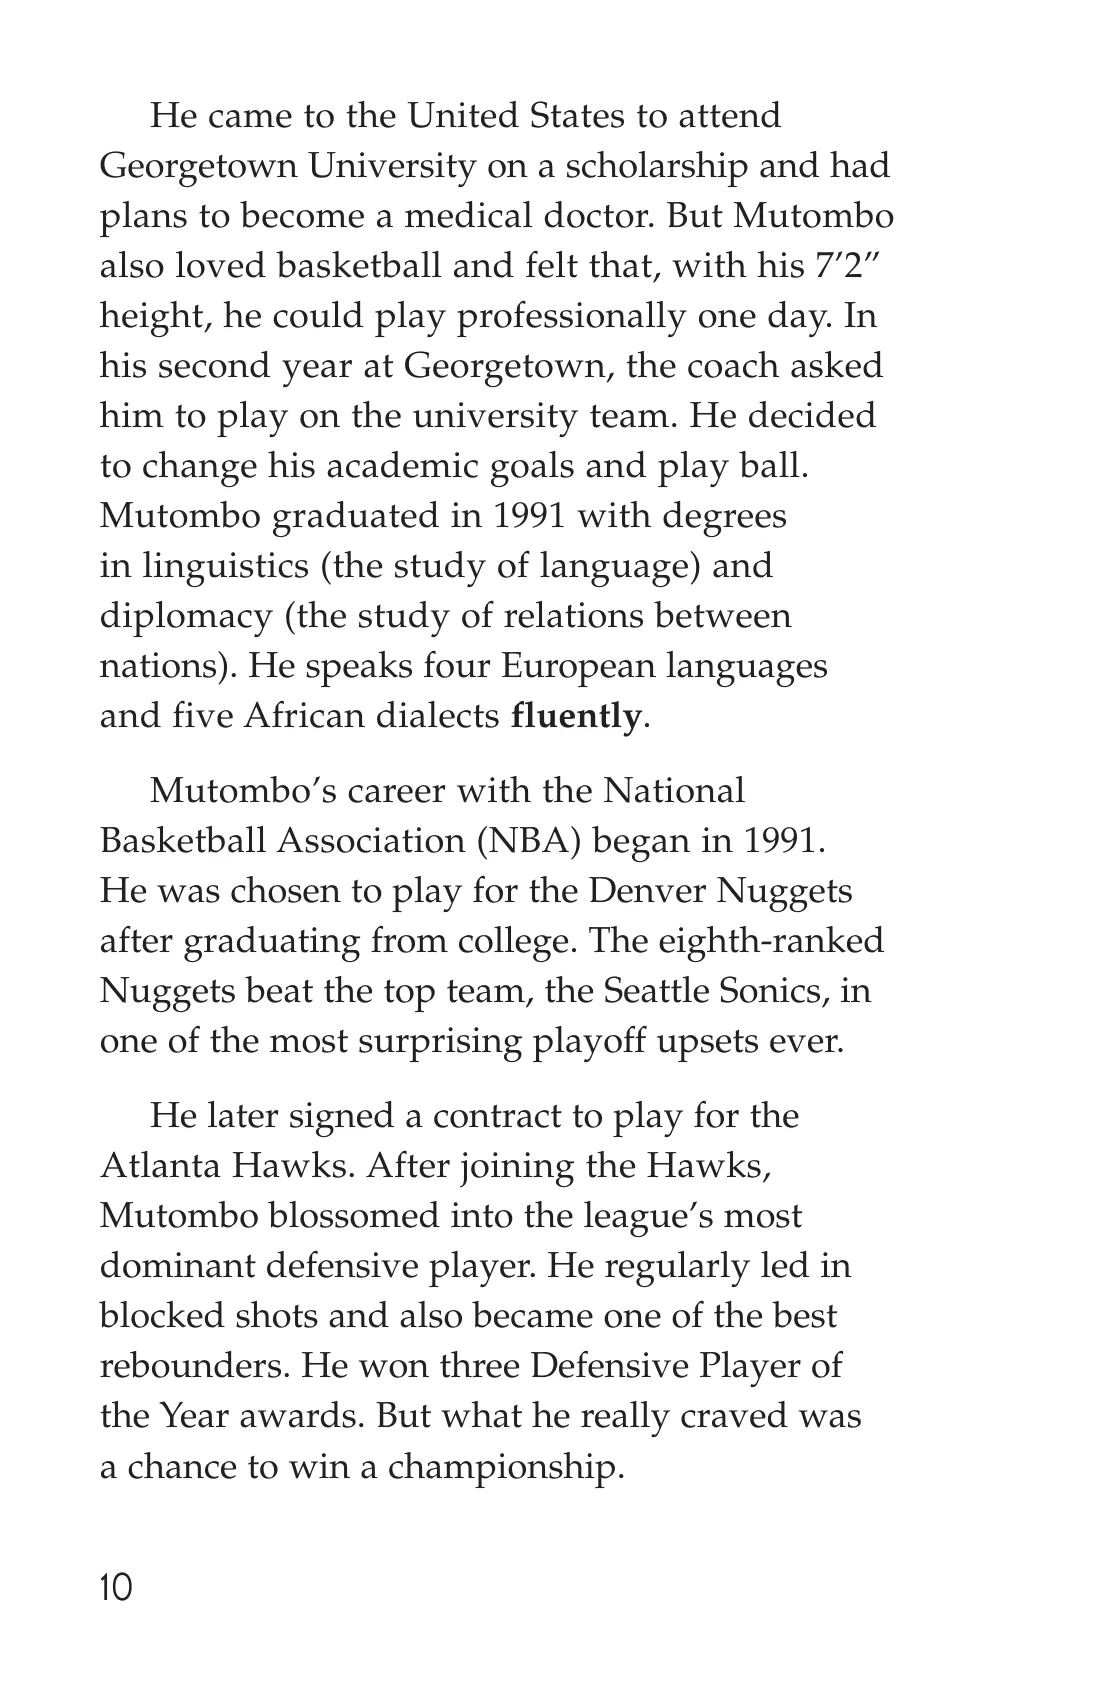 He came to the United States to attend
Georgetown University on a scholarship and had
plans to become a medical doctor. But Mutombo
also loved basketball and felt that, with his 7’2”
height, he could play professionally one day. In
his second year at Georgetown, the coach asked
him to play on the university team. He decided
to change his academic goals and play ball.
Mutombo graduated in 1991 with degrees
in linguistics (the study of language) and
diplomacy (the study of relations between
nations). He speaks four European languages
and five African dialects fluently.
Mutombo’s career with the National
Basketball Association (NBA) began in 1991.
He was chosen to play for the Denver Nuggets
after graduating from college. The eighth-ranked
Nuggets beat the top team, the Seattle Sonics, in
one of the most surprising playoff upsets ever.
He later signed a contract to play for the
Atlanta Hawks. After joining the Hawks,
Mutombo blossomed into the league’s most
dominant defensive player. He regularly led in
blocked shots and also became one of the best
rebounders. He won three Defensive Player of
the Year awards. But what he really craved was
a chance to win a championship.
10